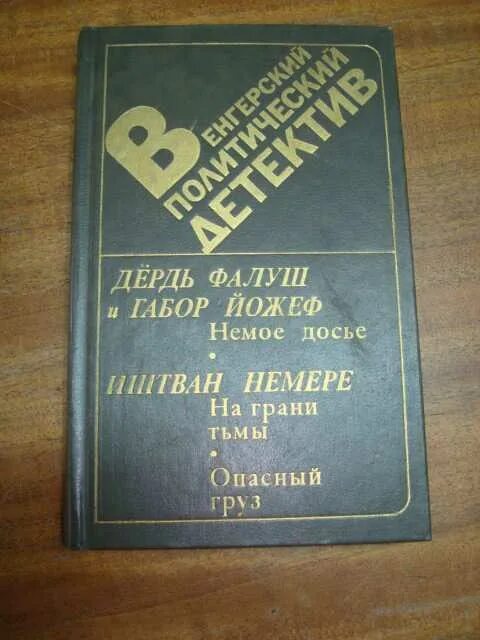 ВЕНГЕРСКИЙ
ПОЛИТИЧЕСКИЙ
ДЕТЕКТИВ
ДЁРДЬ ФАЛУШ
и ГАБОР ЙОЖЕФ
Немое досье
•
ИШТВАН НЕМЕРЕ
На грани
тьмы
•
Опасный
груз